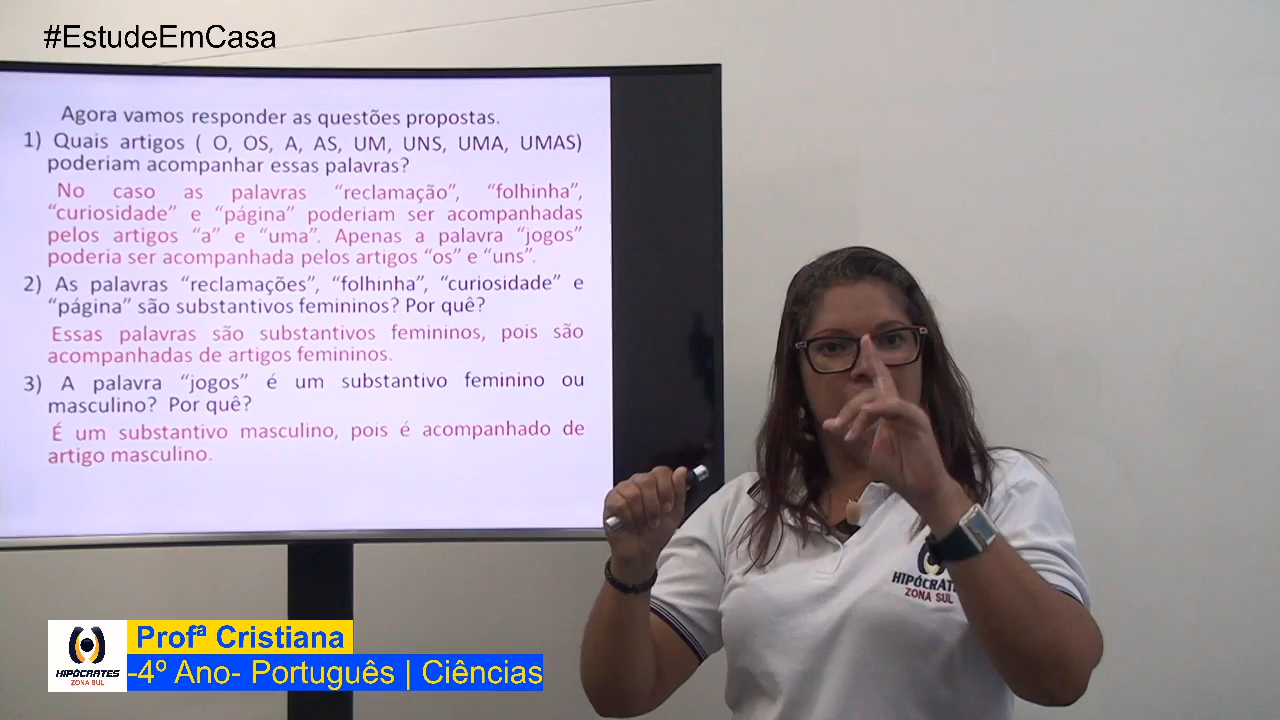 #EstudeEmCasa
Agora vamos responder as questões propostas.
1) Quais artigos ( O, OS, A, AS, UM, UNS, UMA, UMAS)
poderiam acompanhar essas palavras?
No caso as palavras “reclamação”, “folhinha”,
“curiosidade” e “página” poderiam ser acompanhadas
pelos artigos “a” e “uma”. Apenas a palavra “jogos”
poderia ser acompanhada pelos artigos “os” e “uns”.
2) As palavras “reclamações”, “folhinha”, “curiosidade” e
“página” são substantivos femininos? Por quê?
Essas palavras são substantivos femininos, pois são
acompanhadas de artigos femininos.
3) A palavra “jogos” é um substantivo feminino ou
masculino? Por quê?
É um substantivo masculino, pois é acompanhado de
artigo masculino.
HIPÓCRATES
ZONA SUL
Profª Cristiana
-4º Ano- Português | Ciências
HIPÓCRATES
ZONA SUL